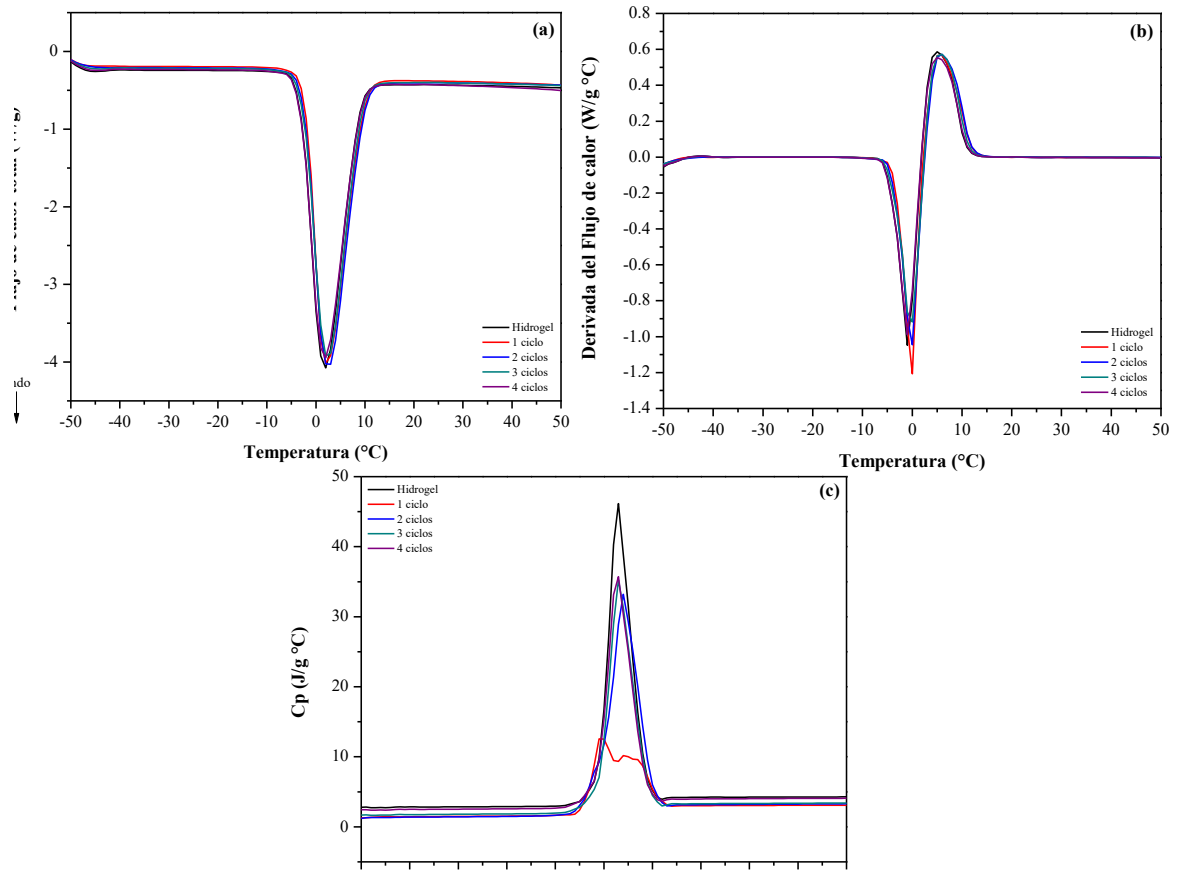 (a)
0
-1
-2
-3
-4
-50 -40 -30 -20 -10 0 10 20 30 40 50
Temperatura (°C)
Hidrogel
1 ciclo
2 ciclos
3 ciclos
4 ciclos
(b)
Derivada del Flujo de calor (W/g °C)
0.8
0.6
0.4
0.2
0.0
-0.2
-0.4
-0.6
-0.8
-1.0
-1.2
-1.4
-50 -40 -30 -20 -10 0 10 20 30 40 50
Temperatura (°C)
Hidrogel
1 ciclo
2 ciclos
3 ciclos
4 ciclos
(c)
Cp (J/g °C)
50
40
30
20
10
0
Hidrogel
1 ciclo
2 ciclos
3 ciclos
4 ciclos